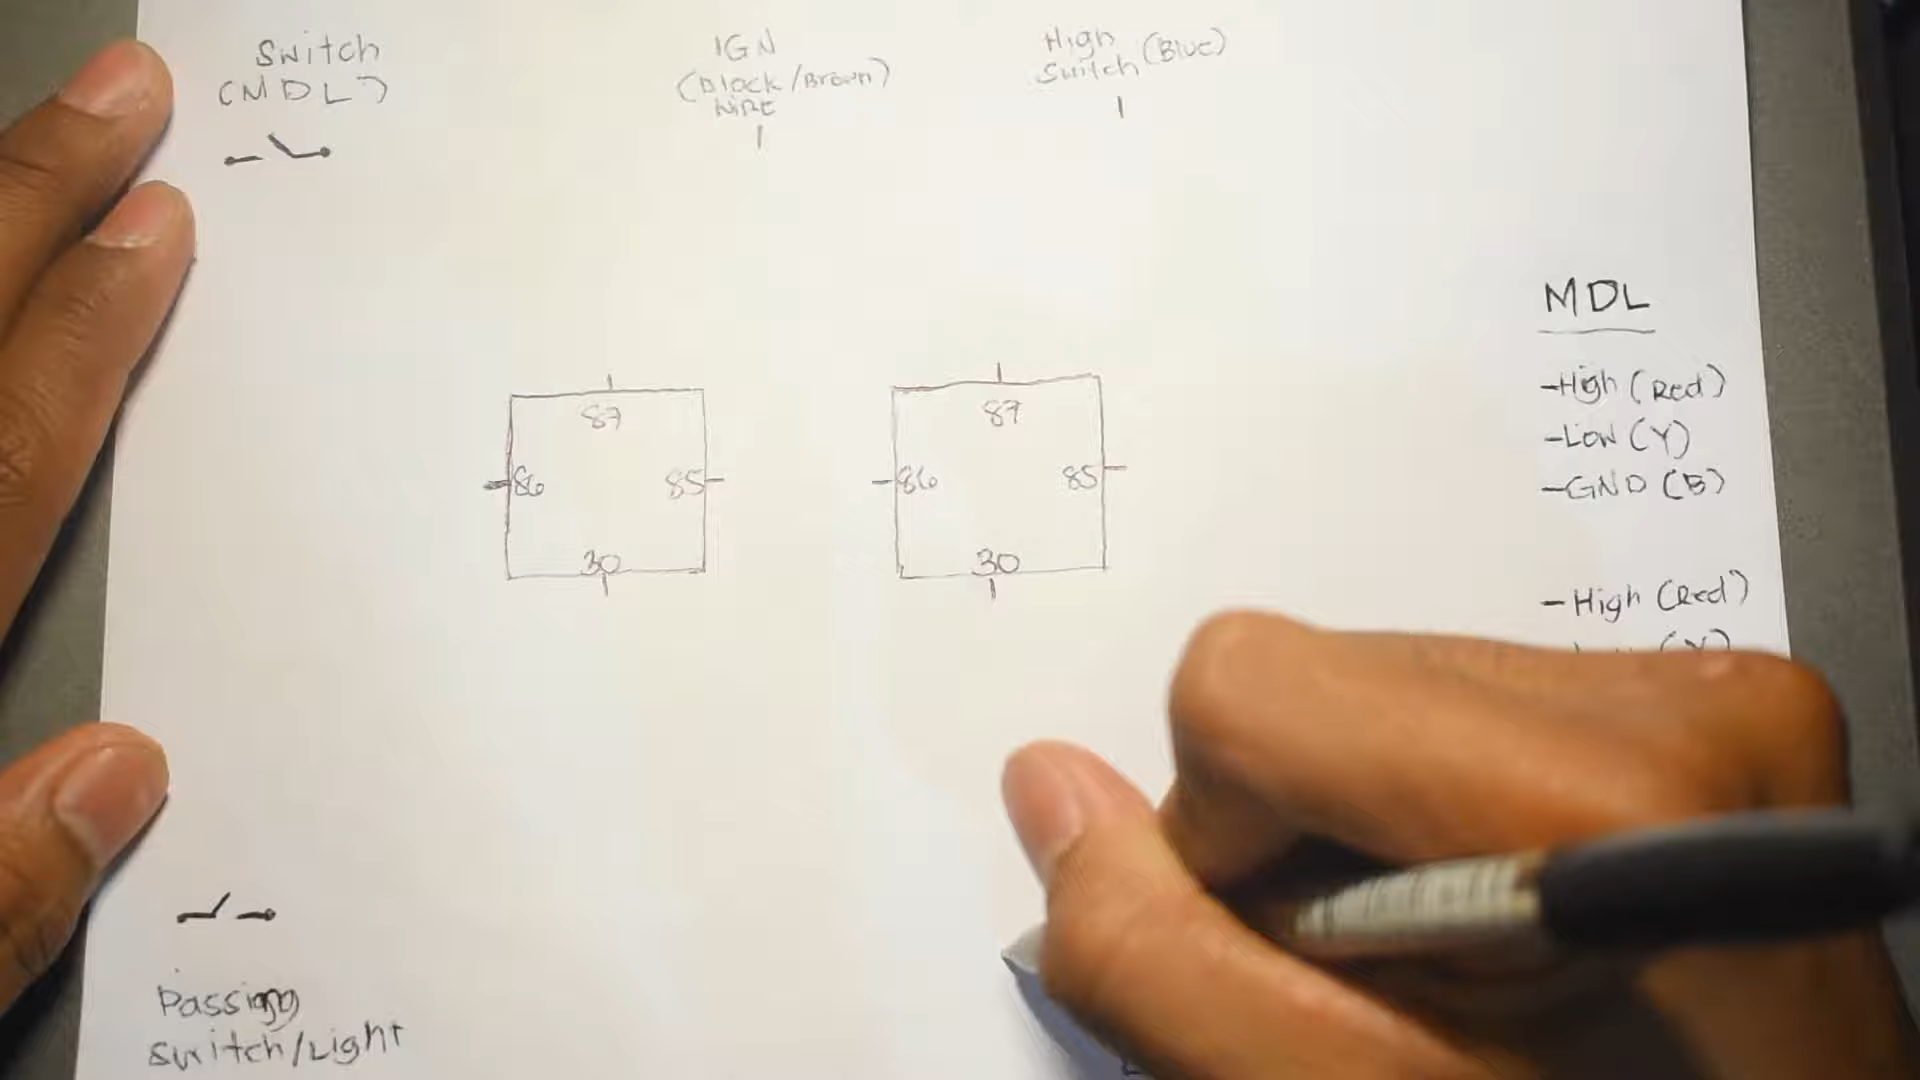 Switch
(MDL)
IGN
(Black/Brown)
Wire
High
Switch (Blue)
87
86
85
30
87
86
85
30
MDL
-High (Red)
-Low (Y)
-GND (B)
-High (Red)
(Y)
Passing
Switch/Light